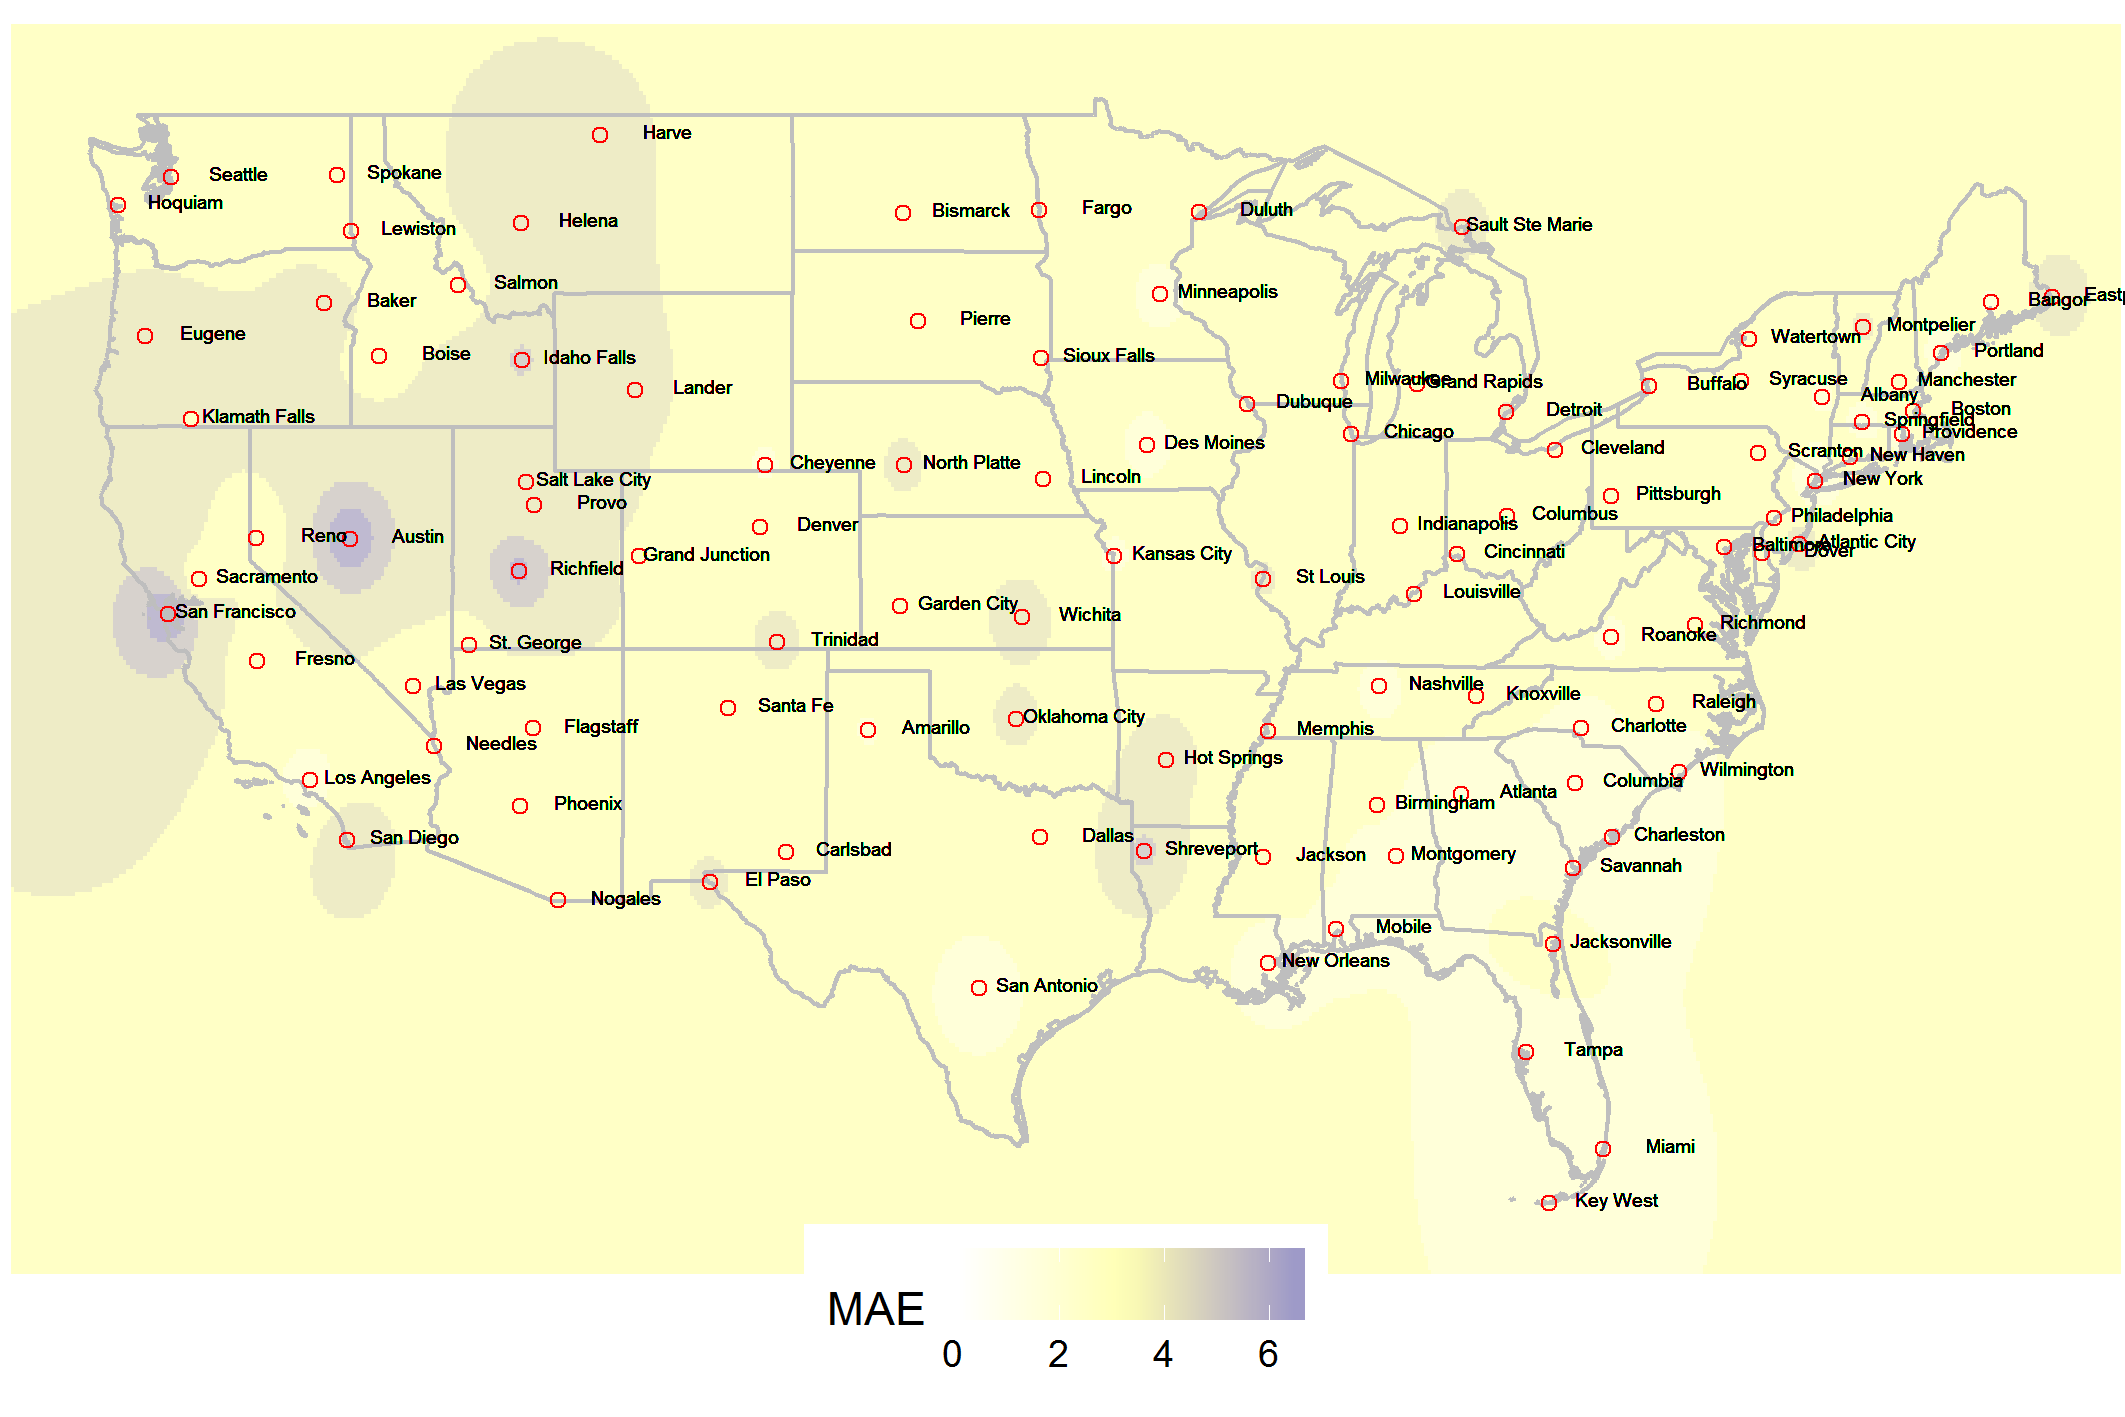 Harve
Seattle
Spokane
Hoquiam
Lewiston
Helena
Bismarck
Fargo
Duluth
Sault Ste Marie
Salmon
Baker
Minneapolis
Bangor
Eastp
Eugene
Boise
Idaho Falls
Pierre
Sioux Falls
Watertown
Montpelier
Portland
Lander
Milwaukee
Grand Rapids
Buffalo
Syracuse
Manchester
Albany
Klamath Falls
Dubuque
Detroit
Boston
Springfield
Chicago
Providence
Des Moines
Cleveland
Scranton
New Haven
Cheyenne
North Platte
Salt Lake City
Lincoln
New York
Provo
Pittsburgh
Denver
Indianapolis
Columbus
Philadelphia
Reno
Austin
Baltimore
Atlantic City
Dover
Grand Junction
Kansas City
Cincinnati
Richfield
Sacramento
St Louis
Louisville
San Francisco
Garden City
Wichita
Richmond
St. George
Trinidad
Roanoke
Fresno
Las Vegas
Nashville
Knoxville
Santa Fe
Raleigh
Flagstaff
Amarillo
Oklahoma City
Memphis
Charlotte
Needles
Hot Springs
Los Angeles
Wilmington
Columbia
Phoenix
Birmingham
Atlanta
San Diego
Dallas
Charleston
Carlsbad
Shreveport
Jackson
Montgomery
Savannah
El Paso
Nogales
Mobile
Jacksonville
New Orleans
San Antonio
Tampa
Miami
Key West
MAE
0 2 4 6